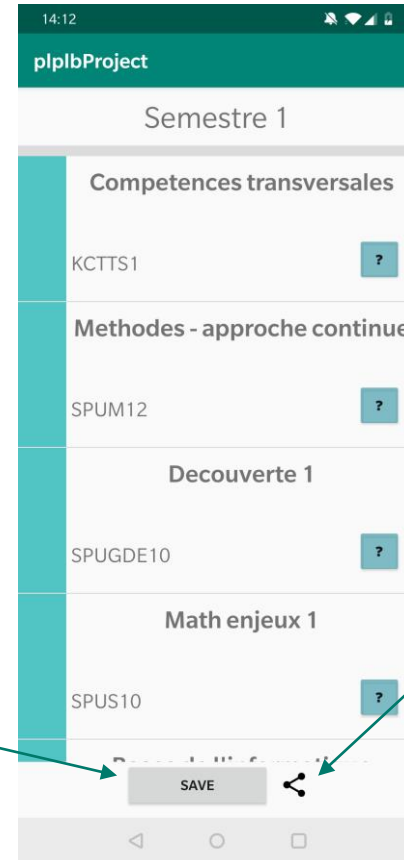 14:12
plplbProject
Semestre 1
Competences transversales
KCTTS1
?
Methodes - approche continue
SPUM12
?
Decouverte 1
SPUGDE10
?
Math enjeux 1
SPUS10
?
SAVE